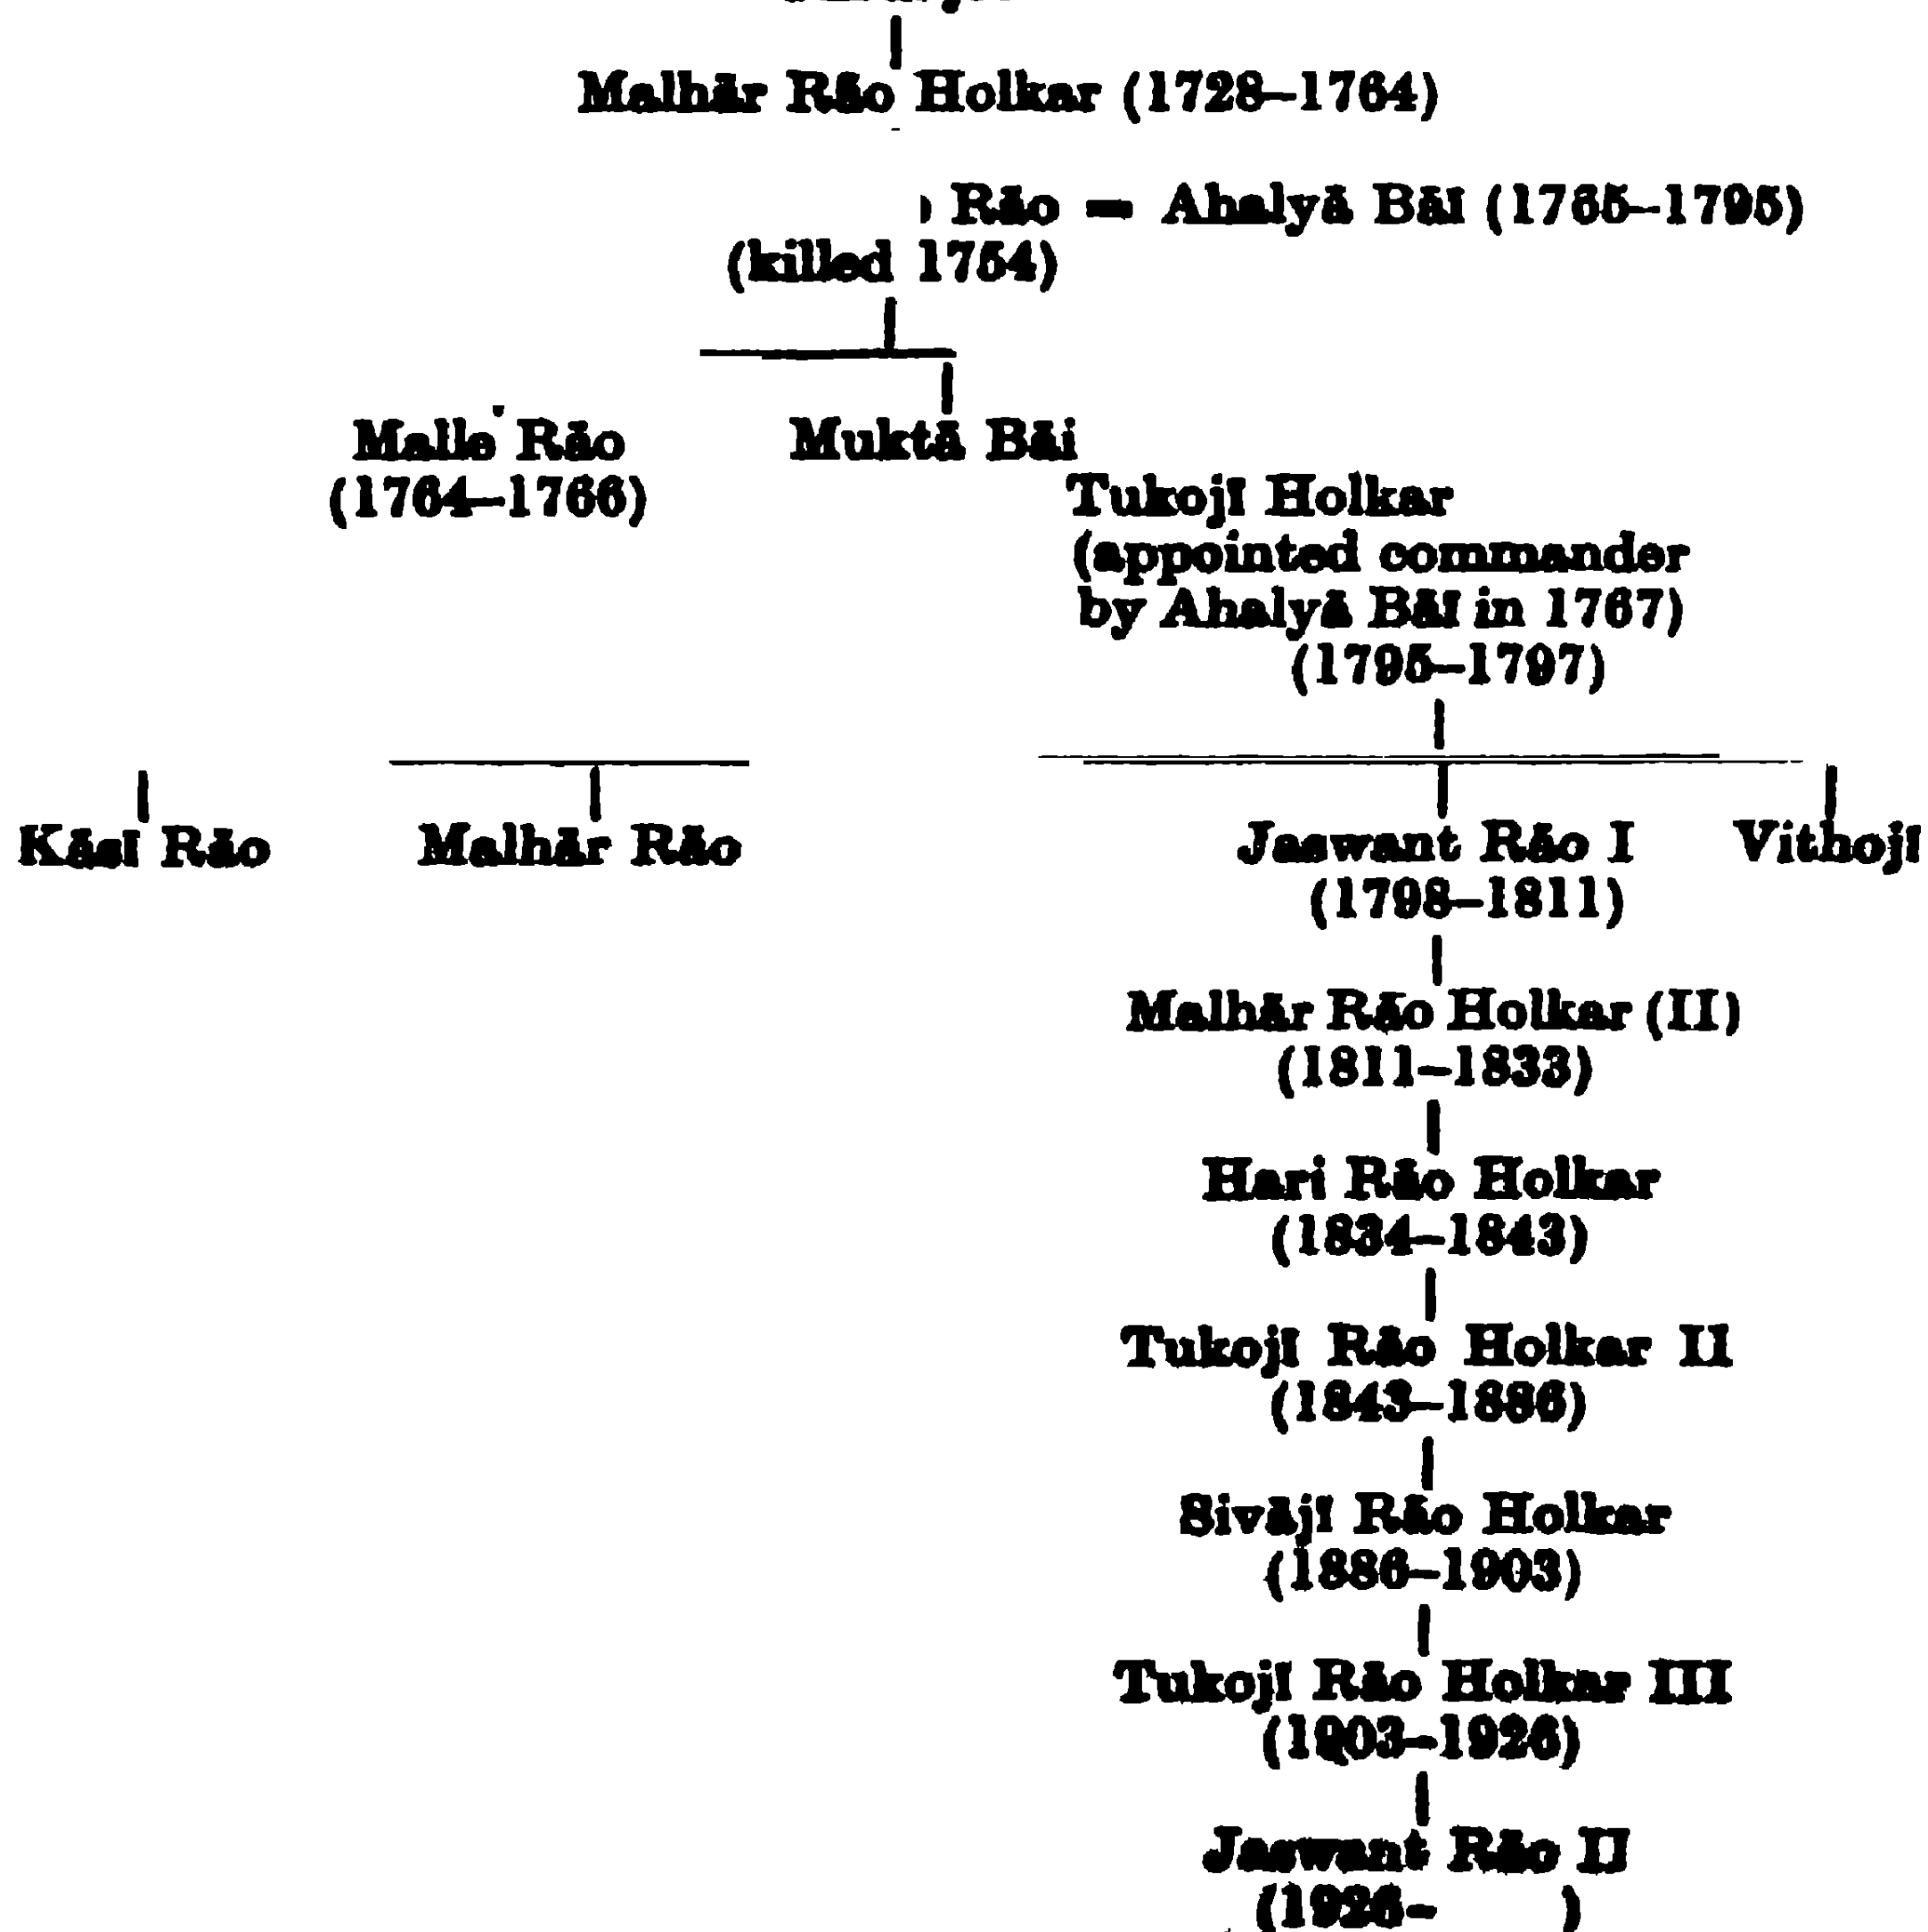 Malhār Rāo Holkar (1728–1764)
Rāo = Ahalyā Bāī (1765–1795)
(killed 1754)
Malle Rāo
Muktā Bāi
(1764–1766)
Tukojī Holkar
(appointed commander
by Ahalyā Bāī in 1767)
(1795–1797)
Kāsī Rāo
Malhār Rāo
Jaswant Rāo I
Vithojī
(1798–1811)
Malhār Rāo Holkar (II)
(1811–1833)
Hari Rāo Holkar
(1834–1843)
Tukojī Rāo Holkar II
(1843–1886)
Sivājī Rāo Holkar
(1886–1903)
Tukojī Rāo Holkar III
(1903–1926)
Jaswant Rāo II
(1926– )